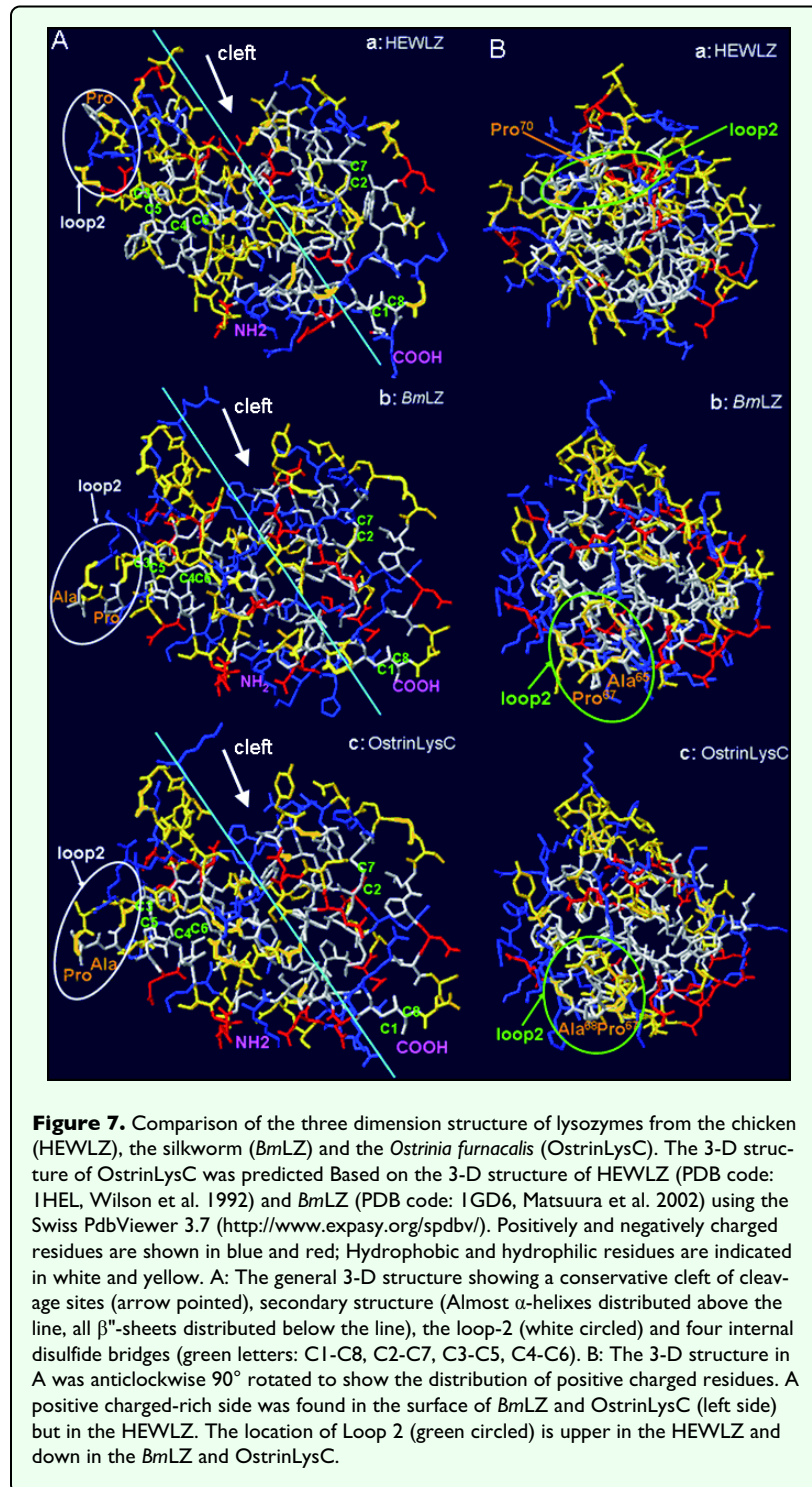 A
cleft
a: HEWLZ
Pro
loop2
C3
C5
C4 C6
C7
C2
C1 C8
NH2
COOH
B
a: HEWLZ
Pro70
loop2
b: BmLZ
cleft
loop2
C3
C5
C4C6
Ala
Pro
C7
C2
C1 C8
NH2
COOH
b: BmLZ
loop2
Ala65
Pro67
c: OstrinLysC
cleft
loop2
C3
C5
C4 C6
Pro Ala
C7
C2
C1 C8
NH2
COOH
c: OstrinLysC
loop2
Ala68Pro67
Figure 7. Comparison of the three dimension structure of lysozymes from the chicken
(HEWLZ), the silkworm (BmLZ) and the Ostrinia furnacalis (OstrinLysC). The 3-D struc-
ture of OstrinLysC was predicted Based on the 3-D structure of HEWLZ (PDB code:
1HEL, Wilson et al. 1992) and BmLZ (PDB code: 1GD6, Matsuura et al. 2002) using the
Swiss PdbViewer 3.7 (http://www.expasy.org/spdbv/). Positively and negatively charged
residues are shown in blue and red; Hydrophobic and hydrophilic residues are indicated
in white and yellow. A: The general 3-D structure showing a conservative cleft of cleav-
age sites (arrow pointed), secondary structure (Almost α-helixes distributed above the
line, all β"-sheets distributed below the line), the loop-2 (white circled) and four internal
disulfide bridges (green letters: C1-C8, C2-C7, C3-C5, C4-C6). B: The 3-D structure in
A was anticlockwise 90° rotated to show the distribution of positive charged residues. A
positive charged-rich side was found in the surface of BmLZ and OstrinLysC (left side)
but in the HEWLZ. The location of Loop 2 (green circled) is upper in the HEWLZ and
down in the BmLZ and OstrinLysC.